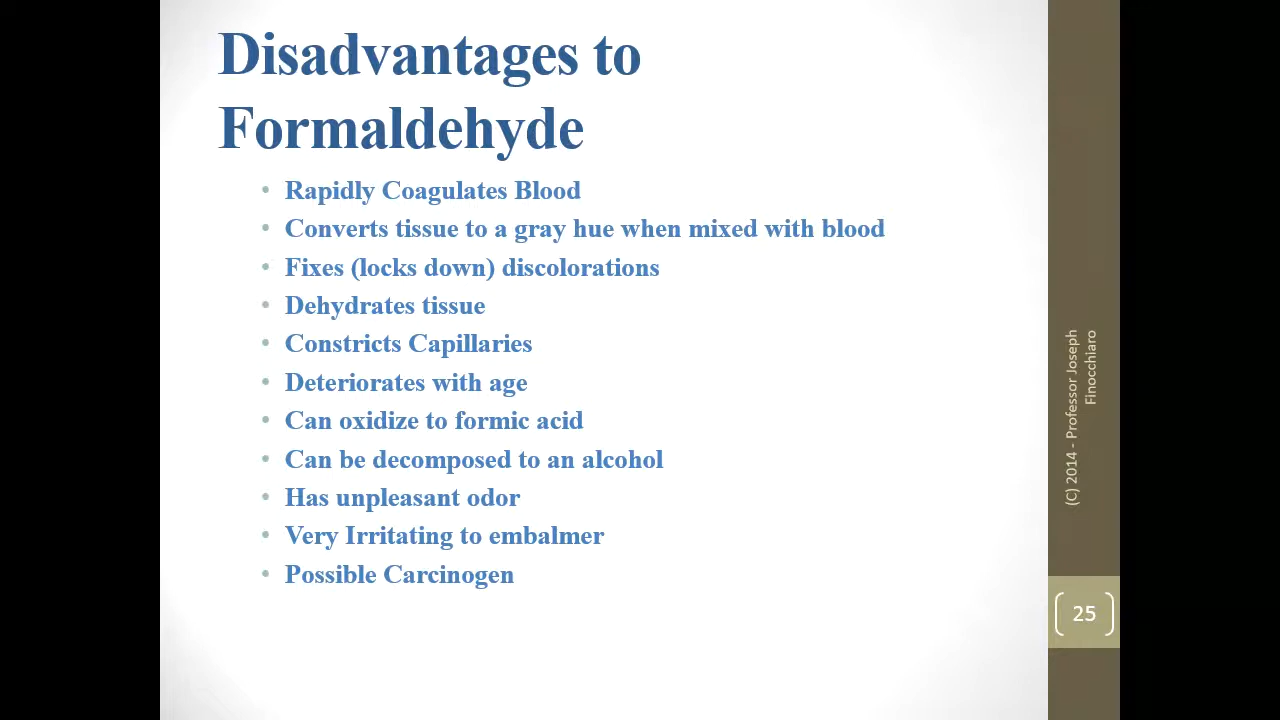 Disadvantages to
Formaldehyde
• Rapidly Coagulates Blood
• Converts tissue to a gray hue when mixed with blood
• Fixes (locks down) discolorations
• Dehydrates tissue
• Constricts Capillaries
• Deteriorates with age
• Can oxidize to formic acid
• Can be decomposed to an alcohol
• Has unpleasant odor
• Very Irritating to embalmer
• Possible Carcinogen
(C) 2014 - Professor Joseph
Finocchiaro
25